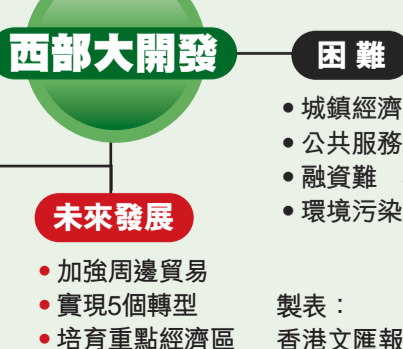 西部大開發
困難
• 城鎮經濟
• 公共服務
• 融資難
• 環境污染
未來發展
• 加強周邊貿易
• 實現5個轉型
• 培育重點經濟區
製表：
香港文匯報